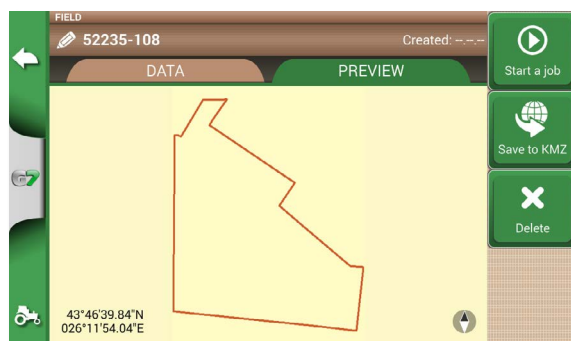 FIELD
52235-108
Created: --.--.--
DATA
PREVIEW
Start a job
Save to KMZ
Delete
G7
43°46'39.84"N
026°11'54.04"E